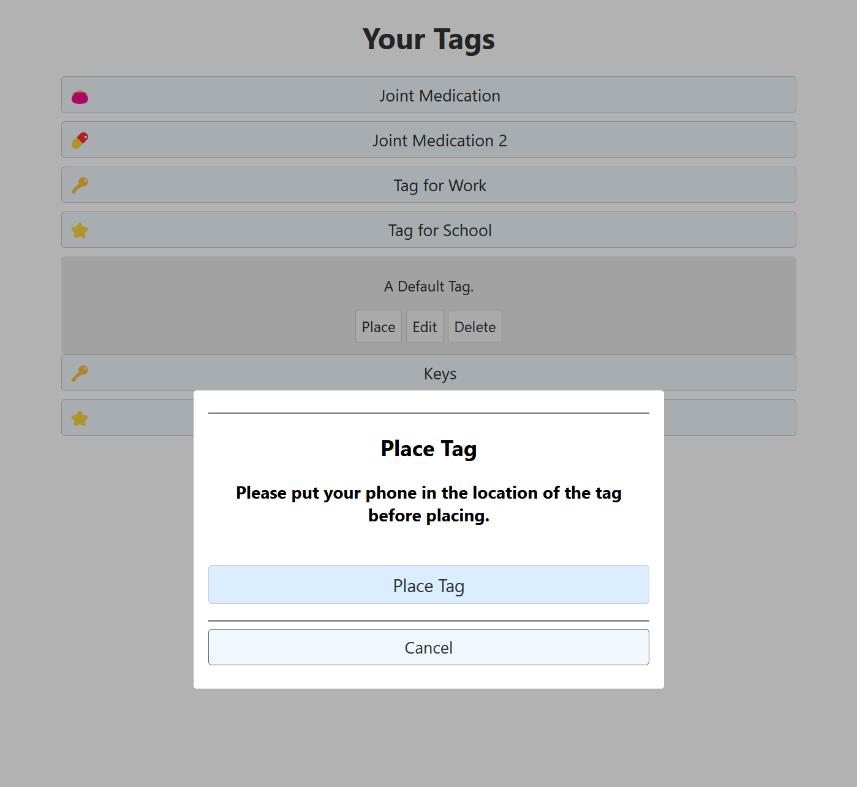 Your Tags
Joint Medication
Joint Medication 2
Tag for Work
Tag for School
A Default Tag.
Place Edit Delete
Keys
Place Tag
Please put your phone in the location of the tag
before placing.
Place Tag
Cancel